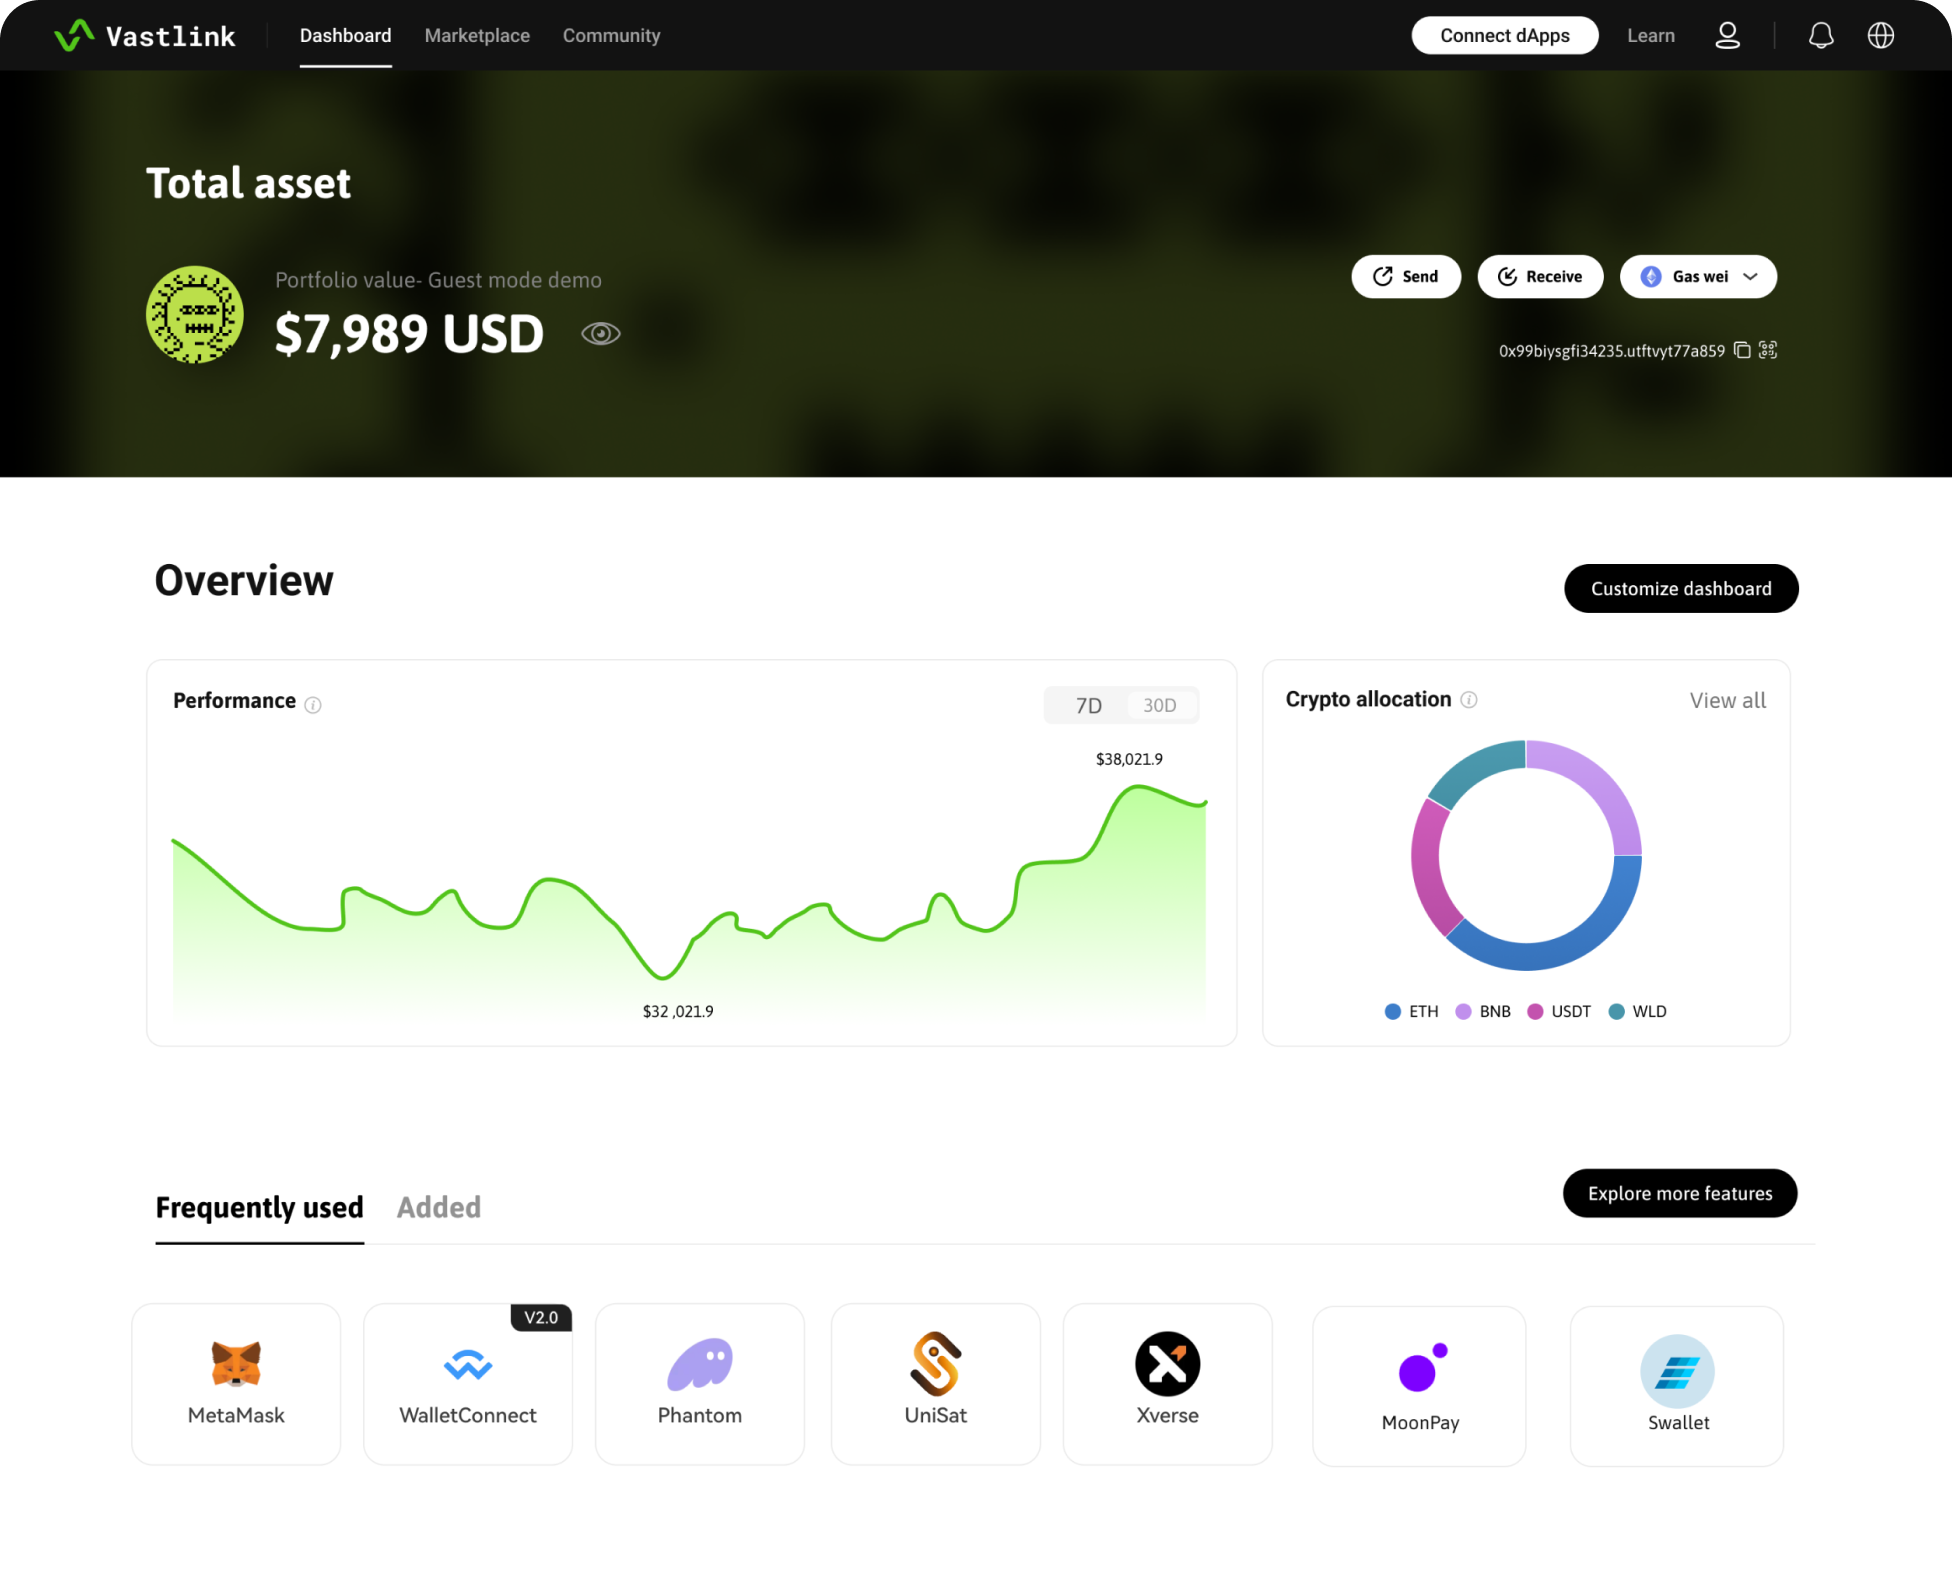 Vastlink
Dashboard
Marketplace
Community
Connect dApps
Learn
Total asset
Portfolio value- Guest mode demo
$7,989 USD
Send
Receive
Gas wei
0x99biysgfi34235.utftvyt77a859
Overview
Customize dashboard
Performance
7D
30D
$38,021.9
$32 ,021.9
Crypto allocation
View all
ETH
BNB
USDT
WLD
Frequently used
Added
Explore more features
MetaMask
V2.0
WalletConnect
Phantom
UniSat
Xverse
MoonPay
Swallet